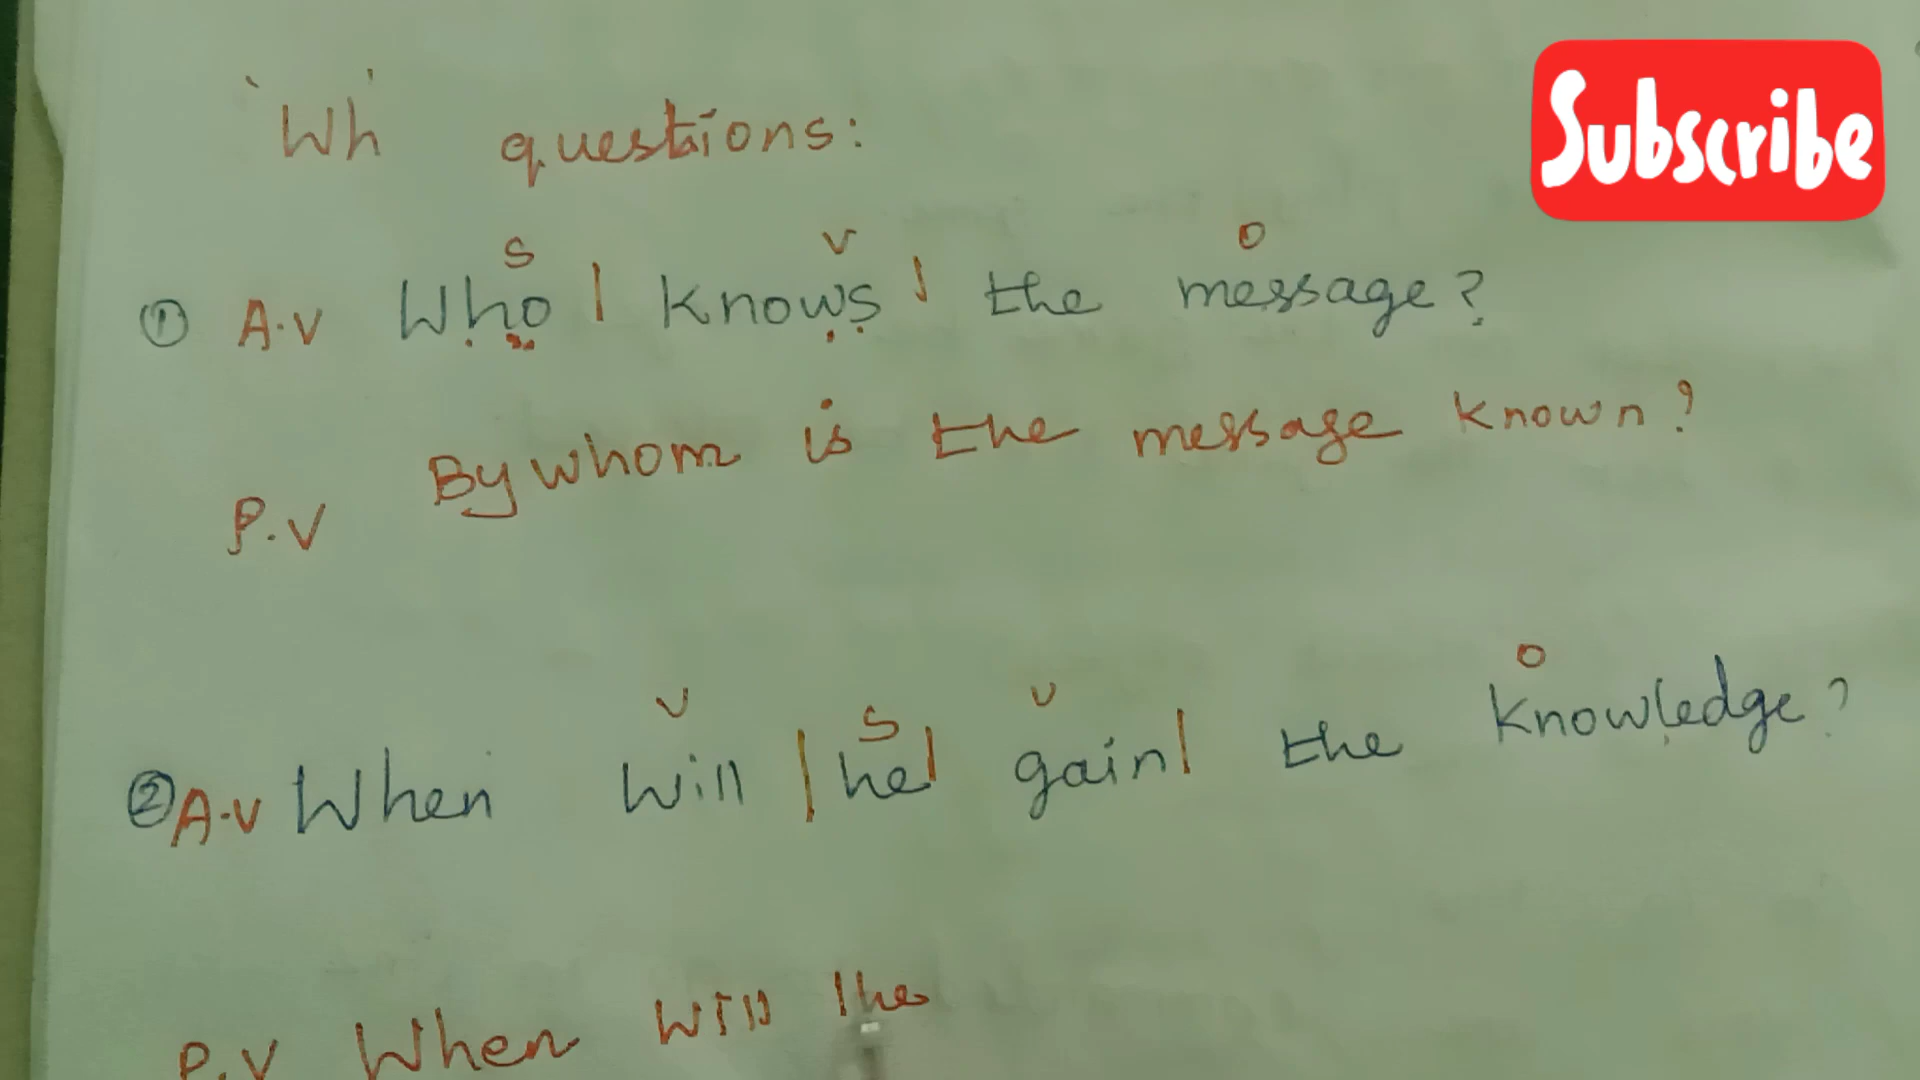 'Wh' questions:
Subscribe
S V O
① A.V Who | knows | the message?
By whom is the message known?
P.V
V S V O
② A.V When will | he | gain | the knowledge?
P.V When will the